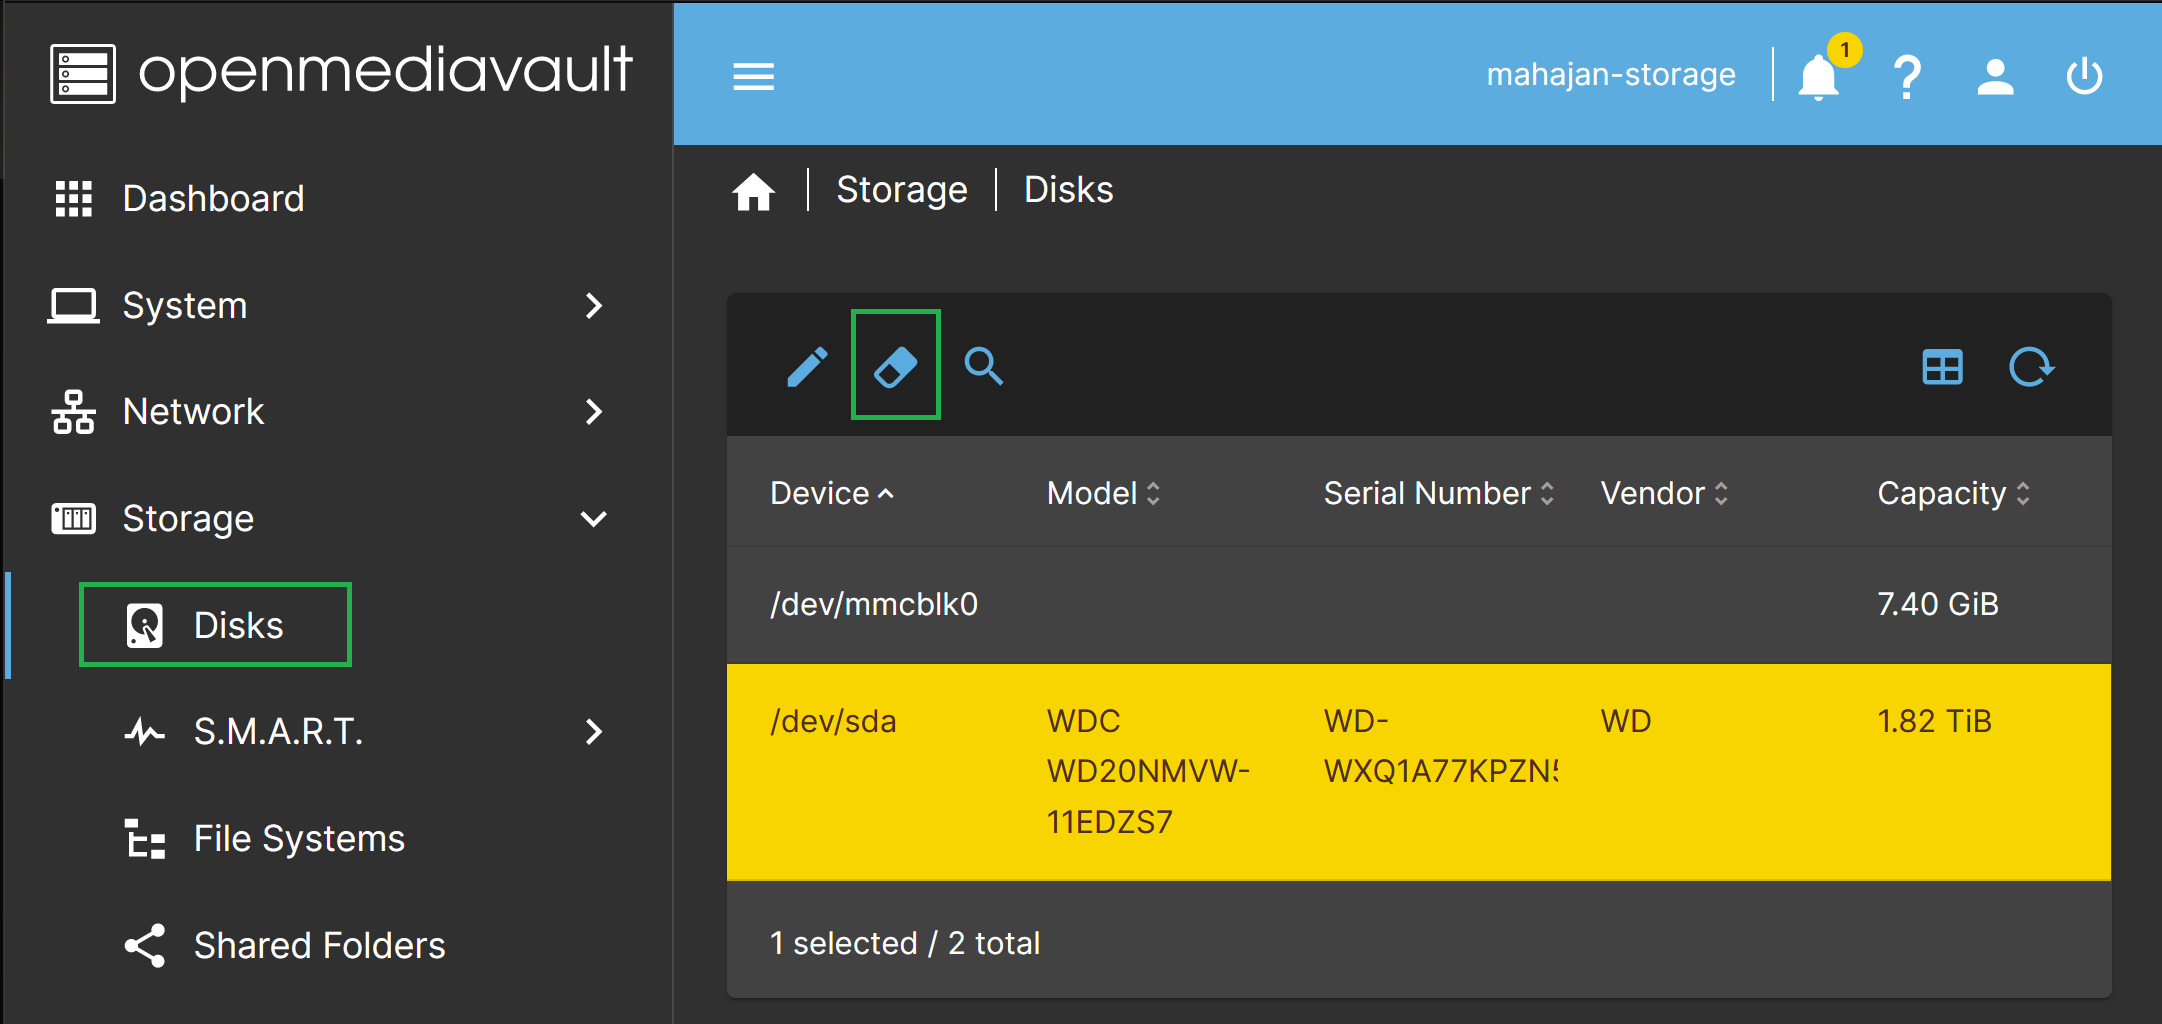 openmediavault
mahajan-storage
1
?
Dashboard
System
Network
Storage
Disks
S.M.A.R.T.
File Systems
Shared Folders
Storage
Disks
Device
Model
Serial Number
Vendor
Capacity
/dev/mmcblk0
7.40 GiB
/dev/sda
WDC
WD20NMVW-
11EDZS7
WD-
WXQ1A77KPZN5
WD
1.82 TiB
1 selected / 2 total